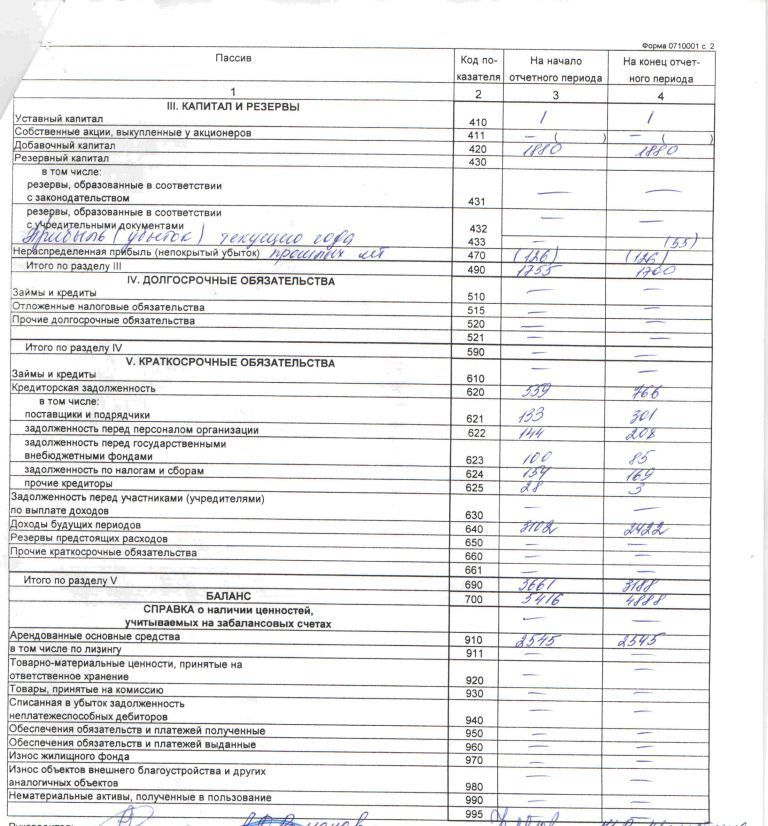 Форма 0710001 с. 2
Пассив Код по- На начало На конец отчет-
казателя отчетного периода ного периода
1 2 3 4
III. КАПИТАЛ И РЕЗЕРВЫ
Уставный капитал 410 1 1
Собственные акции, выкупленные у акционеров 411 — ( ) — ( )
Добавочный капитал 420 1880 1880
Резервный капитал 430
в том числе:
резервы, образованные в соответствии
с законодательством 431 — —
резервы, образованные в соответствии
с учредительными документами 432 — —
Прибыль (убыток) текущего года 433 — (55)
Нераспределенная прибыль (непокрытый убыток) прошлых лет 470 (126) (126)
Итого по разделу III 490 1755 1700
IV. ДОЛГОСРОЧНЫЕ ОБЯЗАТЕЛЬСТВА
Займы и кредиты 510 — —
Отложенные налоговые обязательства 515 — —
Прочие долгосрочные обязательства 520 — —
521 — —
Итого по разделу IV 590 — —
V. КРАТКОСРОЧНЫЕ ОБЯЗАТЕЛЬСТВА
Займы и кредиты 610 — —
Кредиторская задолженность 620 559 766
в том числе:
поставщики и подрядчики 621 133 301
задолженность перед персоналом организации 622 144 208
задолженность перед государственными
внебюджетными фондами 623 100 85
задолженность по налогам и сборам 624 154 169
прочие кредиторы 625 28 3
Задолженность перед участниками (учредителями)
по выплате доходов 630 — —
Доходы будущих периодов 640 3102 2422
Резервы предстоящих расходов 650 — —
Прочие краткосрочные обязательства 660 — —
661 — —
Итого по разделу V 690 3661 3188
БАЛАНС 700 5416 4888
СПРАВКА о наличии ценностей,
учитываемых на забалансовых счетах — —
Арендованные основные средства 910 2545 2545
в том числе по лизингу 911 — —
Товарно-материальные ценности, принятые на
ответственное хранение 920 — —
Товары, принятые на комиссию 930 — —
Списанная в убыток задолженность
неплатежеспособных дебиторов 940 — —
Обеспечения обязательств и платежей полученные 950 — —
Обеспечения обязательств и платежей выданные 960 — —
Износ жилищного фонда 970 — —
Износ объектов внешнего благоустройства и других
аналогичных объектов 980 — —
Нематериальные активы, полученные в пользование 990 — —
995 — —